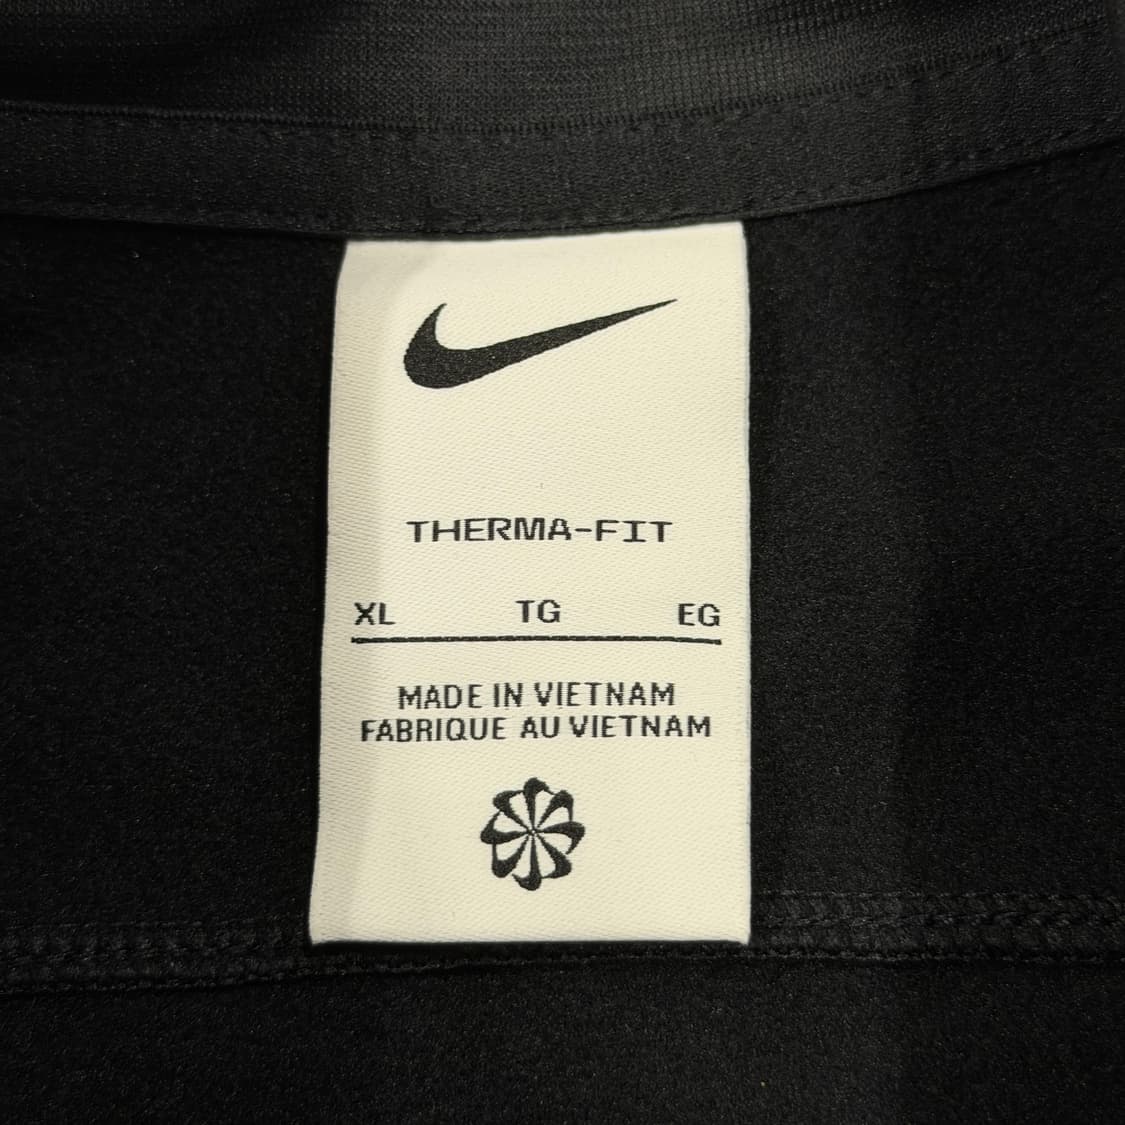 THERMA-FIT
XL TG EG
MADE IN VIETNAM
FABRIQUE AU VIETNAM